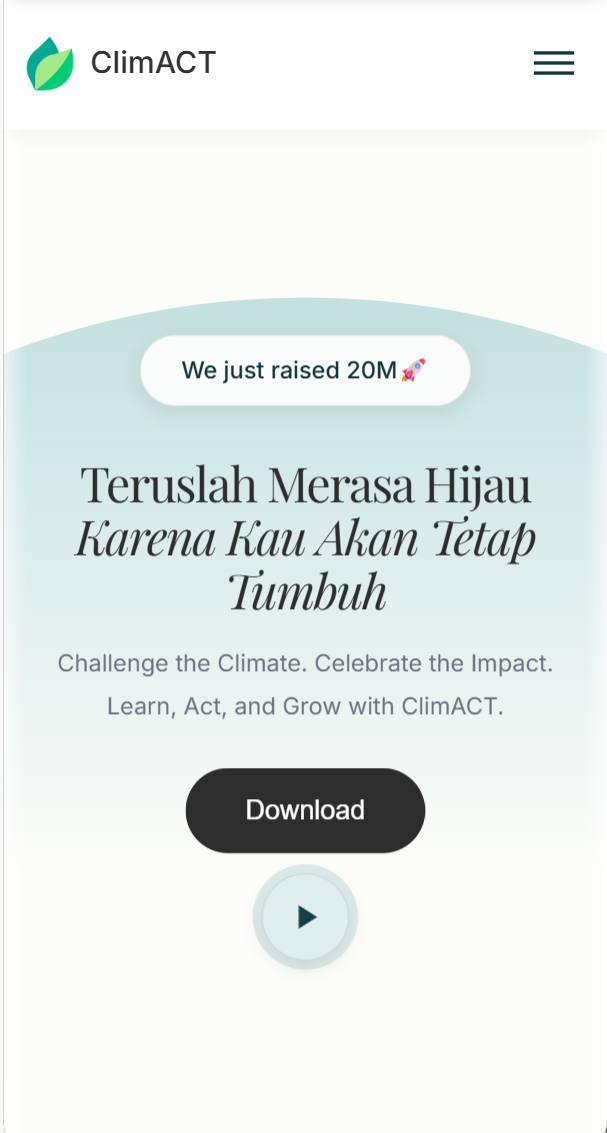 ClimACT
We just raised 20M🚀
Teruslah Merasa Hijau
Karena Kau Akan Tetap
Tumbuh
Challenge the Climate. Celebrate the Impact.
Learn, Act, and Grow with ClimACT.
Download